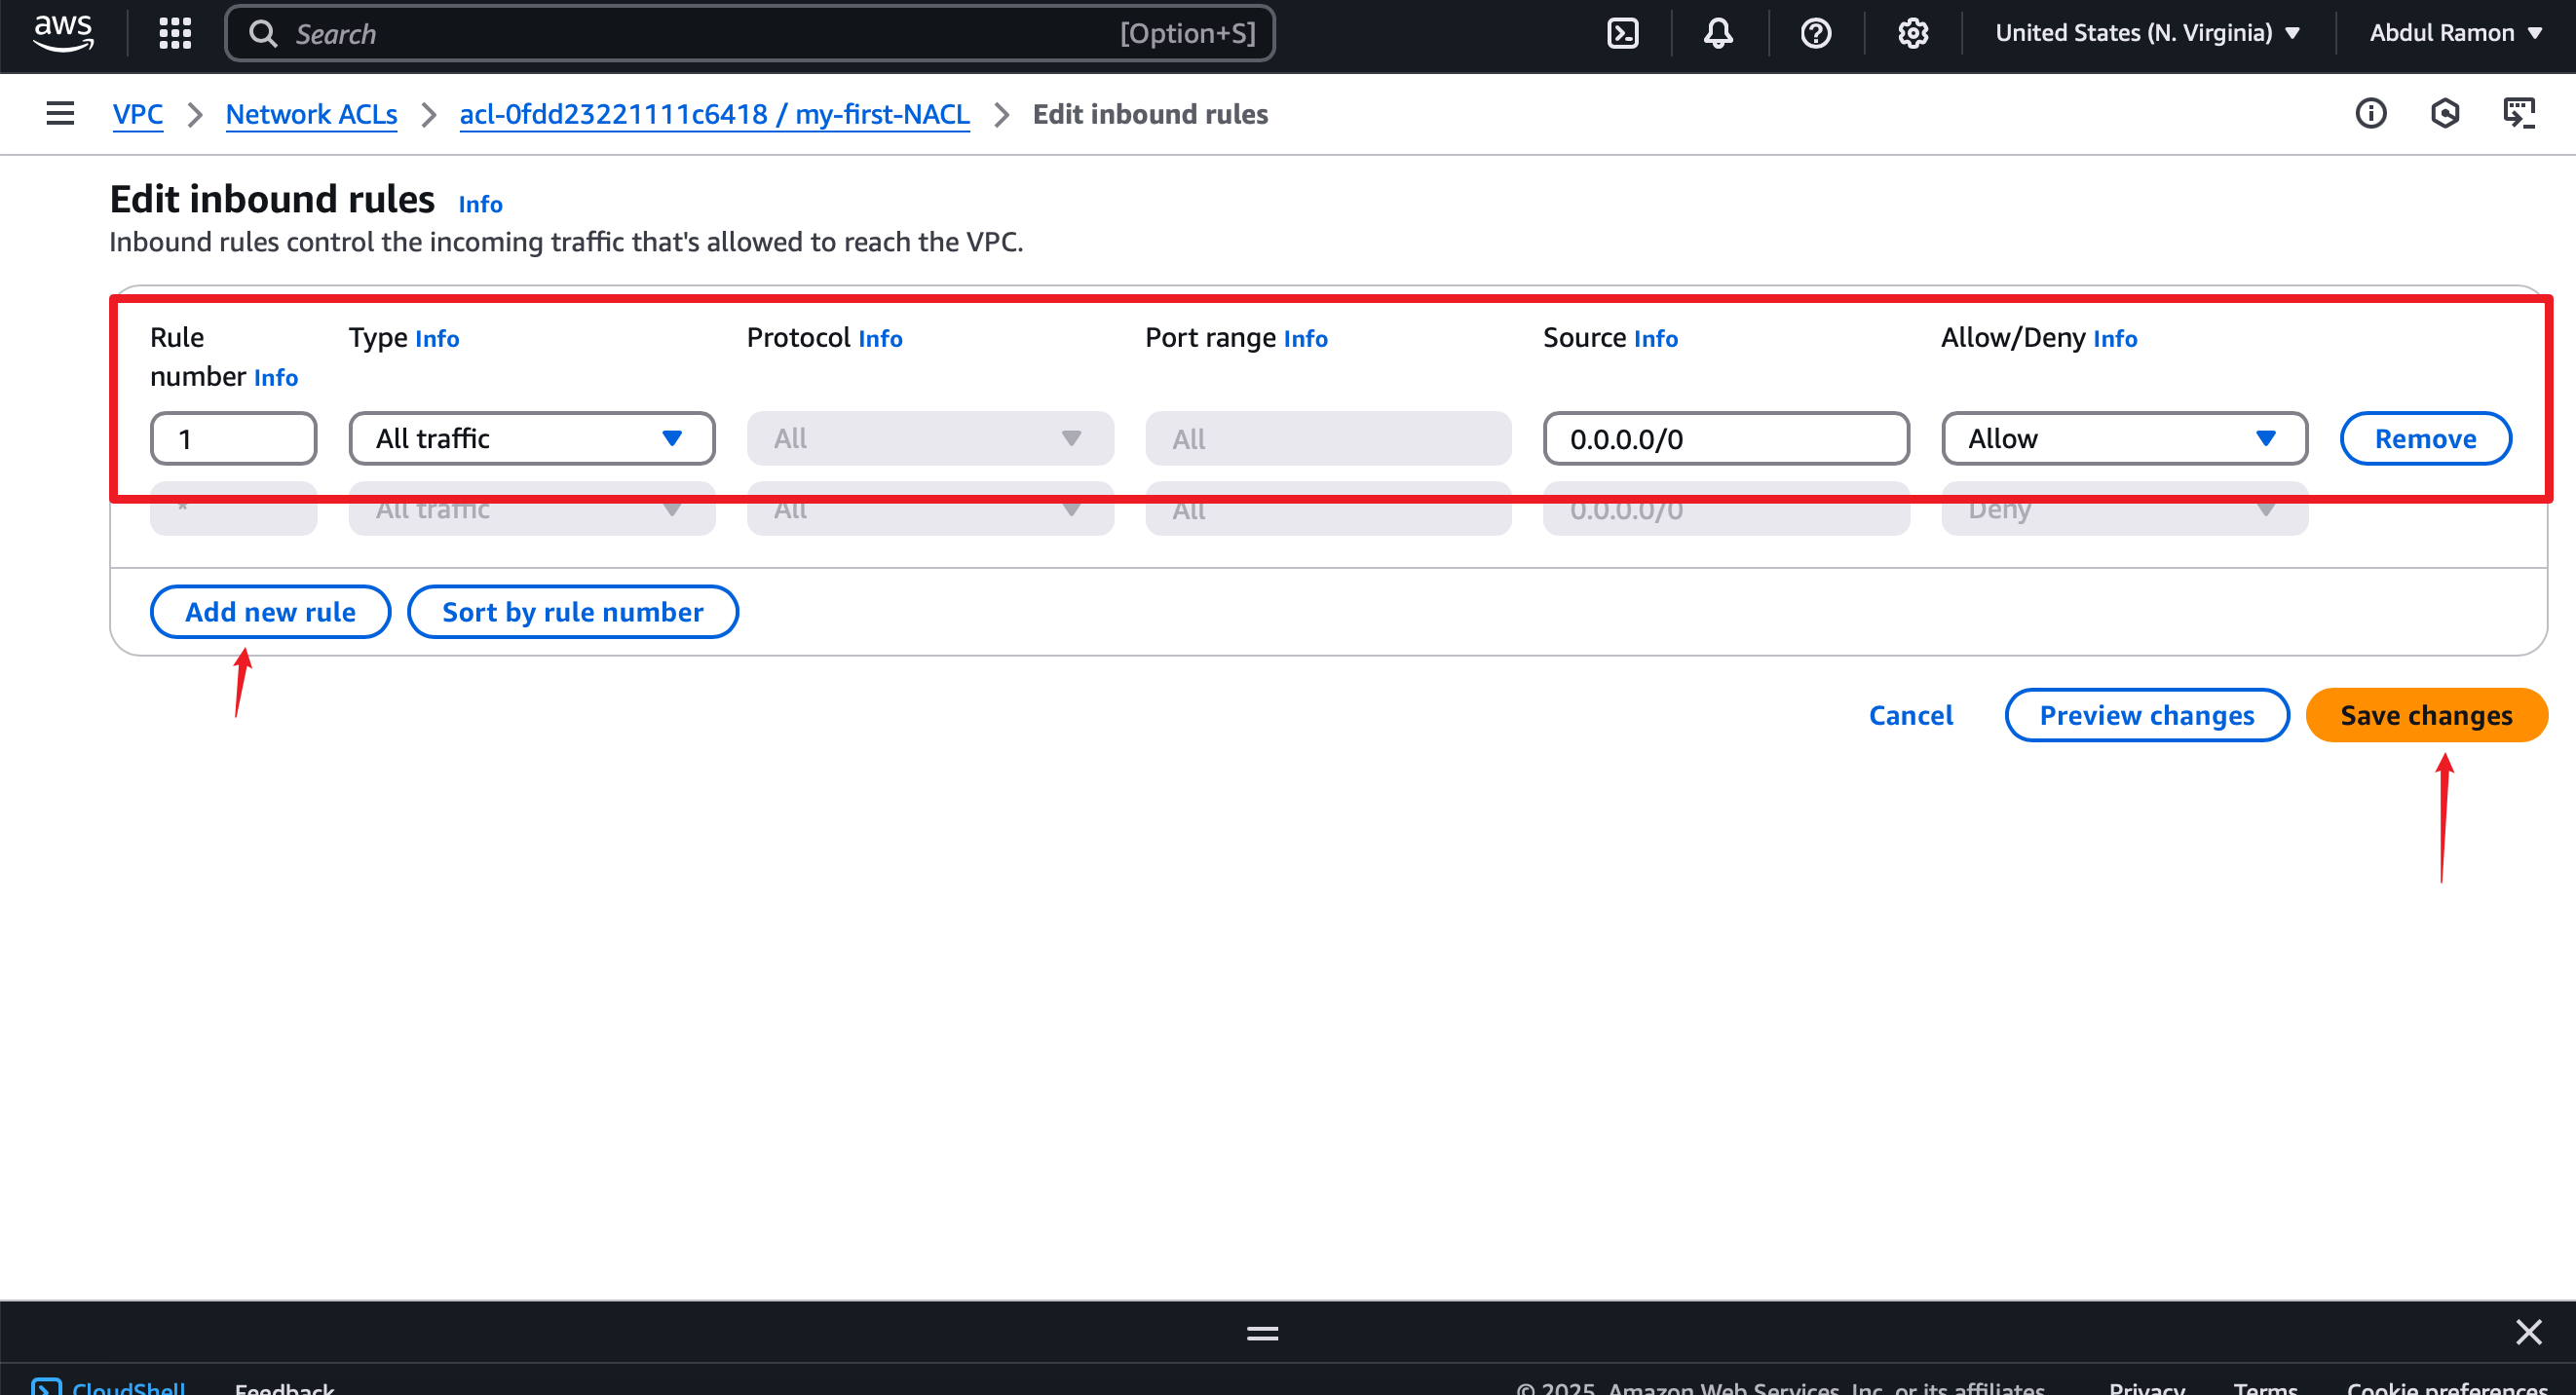 aws Search [Option+S] United States (N. Virginia) Abdul Ramon
VPC Network ACLs acl-0fdd23221111c6418 / my-first-NACL Edit inbound rules
Edit inbound rules Info
Inbound rules control the incoming traffic that's allowed to reach the VPC.
Rule number Info Type Info Protocol Info Port range Info Source Info Allow/Deny Info
1 All traffic All All 0.0.0.0/0 Allow Remove
* All traffic All All 0.0.0.0/0 Deny
Add new rule Sort by rule number
Cancel Preview changes Save changes
CloudShell Feedback © 2025, Amazon Web Services, Inc. or its affiliates. Privacy Terms Cookie preferences